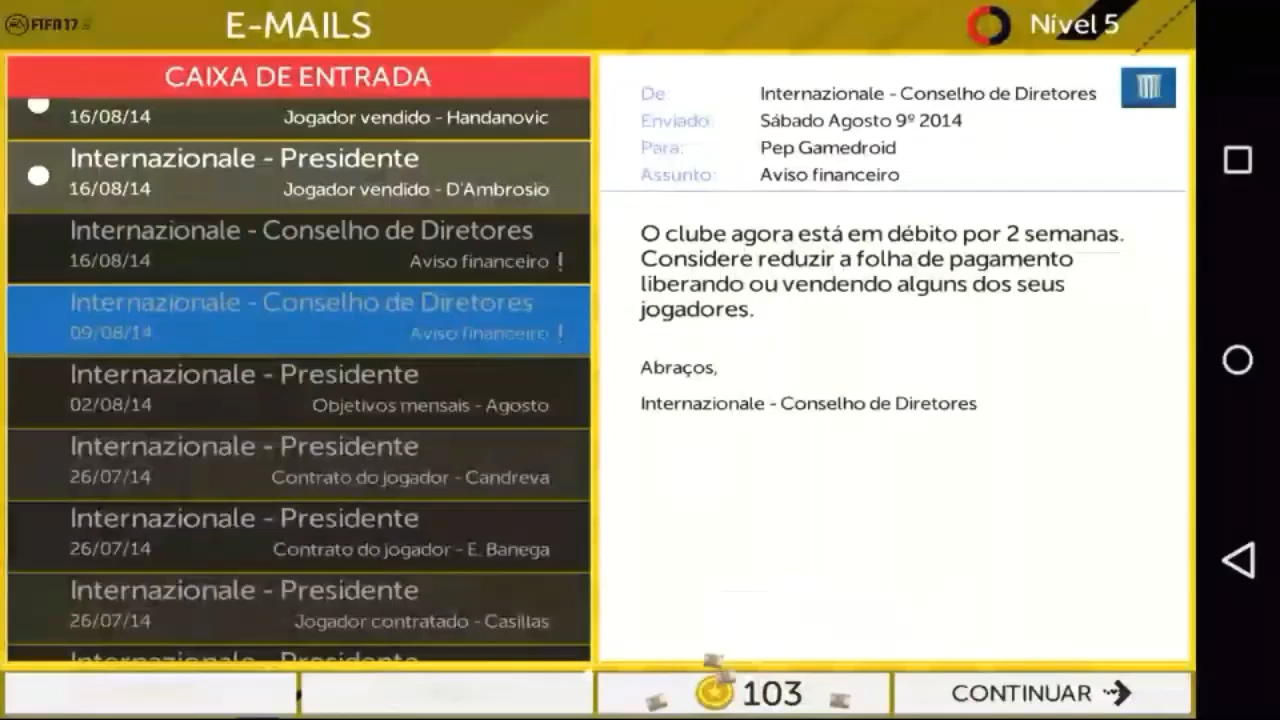 FIFA 17
E-MAILS
Nível 5
CAIXA DE ENTRADA
16/08/14 Jogador vendido - Handanovic
Internazionale - Presidente
16/08/14 Jogador vendido - D'Ambrosio
Internazionale - Conselho de Diretores
16/08/14 Aviso financeiro !
Internazionale - Conselho de Diretores
09/08/14 Aviso financeiro !
Internazionale - Presidente
02/08/14 Objetivos mensais - Agosto
Internazionale - Presidente
26/07/14 Contrato do jogador - Candreva
Internazionale - Presidente
26/07/14 Contrato do jogador - E. Banega
Internazionale - Presidente
26/07/14 Jogador contratado - Casillas
Internazionale - Presidente
De: Internazionale - Conselho de Diretores
Enviado: Sábado Agosto 9º 2014
Para: Pep Gamedroid
Assunto: Aviso financeiro
O clube agora está em débito por 2 semanas.
Considere reduzir a folha de pagamento
liberando ou vendendo alguns dos seus
jogadores.
Abraços,
Internazionale - Conselho de Diretores
103
CONTINUAR